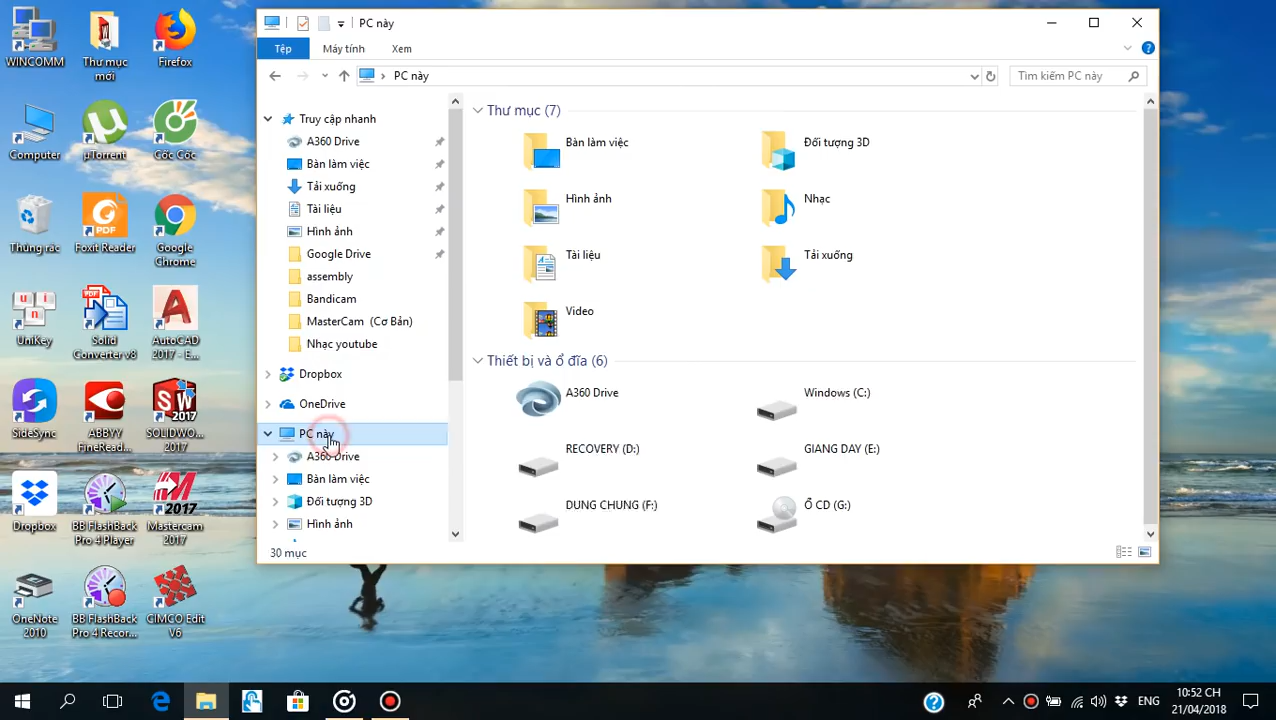 WINCOMM
Thư mục
mới
Firefox
Computer
µTorrent
Cốc Cốc
Thùng rác
Foxit Reader
Google
Chrome
UniKey
Solid
Converter v8
AutoCAD
2017 - E...
SideSync
ABBYY
FineRead...
SOLIDWO...
2017
Dropbox
BB FlashBack
Pro 4 Player
Mastercam
2017
OneNote
2010
BB FlashBack
Pro 4 Recor...
CIMCO Edit
V6
PC này
Tệp
Máy tính
Xem
PC này
Tìm kiếm PC này
Truy cập nhanh
A360 Drive
Bàn làm việc
Tải xuống
Tài liệu
Hình ảnh
Google Drive
assembly
Bandicam
MasterCam (Cơ Bản)
Nhạc youtube
Dropbox
OneDrive
PC này
A360 Drive
Bàn làm việc
Đối tượng 3D
Hình ảnh
Thư mục (7)
Bàn làm việc
Đối tượng 3D
Hình ảnh
Nhạc
Tài liệu
Tải xuống
Video
Thiết bị và ổ đĩa (6)
A360 Drive
Windows (C:)
RECOVERY (D:)
GIANG DAY (E:)
DUNG CHUNG (F:)
Ổ CD (G:)
30 mục
ENG
10:52 CH
21/04/2018